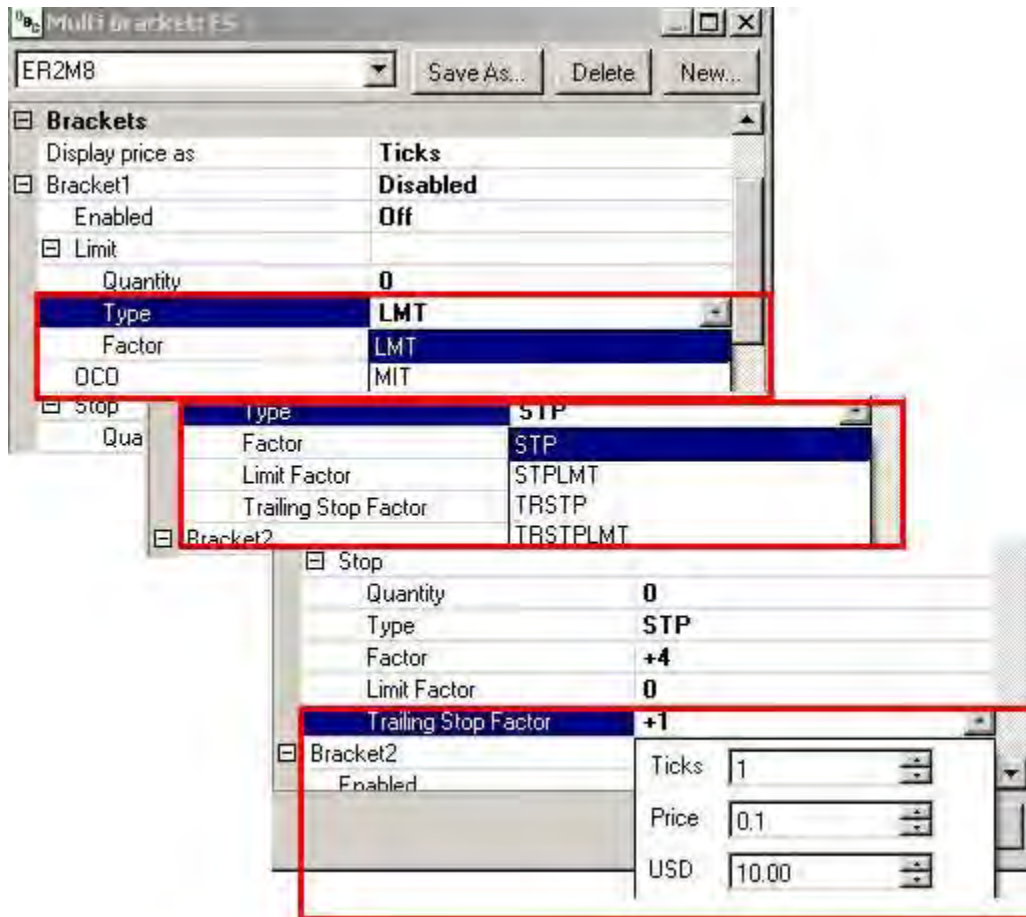 Multi bracket: ES
ER2M8 Save As... Delete New...
Brackets
Display price as Ticks
Bracket1 Disabled
Enabled Off
Limit
Quantity 0
Type LMT
Factor LMT
OCO MIT
Stop
Qua
Type STP
Factor STP
Limit Factor STPLMT
Trailing Stop Factor TRSTP
Bracket2 TRSTPLMT
Stop
Quantity 0
Type STP
Factor +4
Limit Factor 0
Trailing Stop Factor +1
Bracket2
Enabled
Ticks 1
Price 0.1
USD 10.00